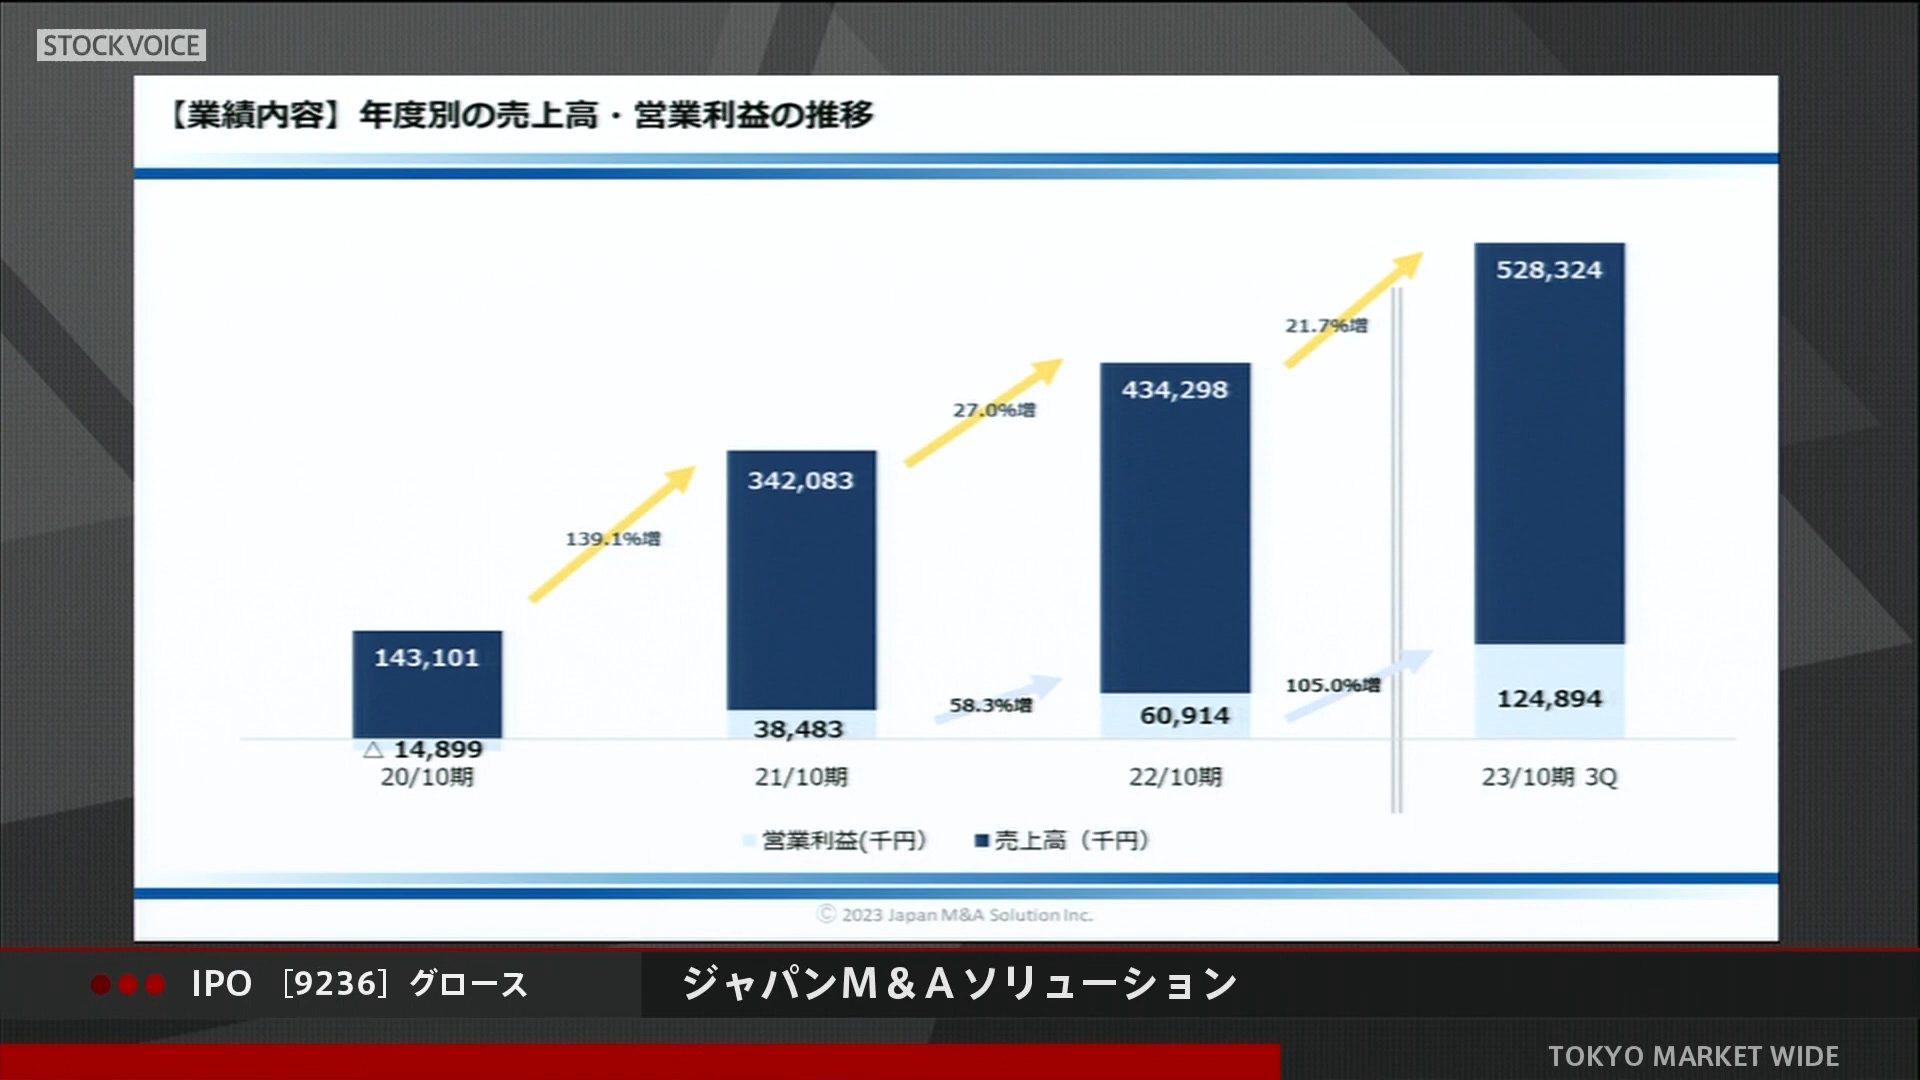 STOCKVOICE
【業績内容】年度別の売上高・営業利益の推移
528,324
21.7%増
434,298
27.0%増
342,083
139.1%増
143,101
105.0%増
124,894
58.3%増
60,914
38,483
△ 14,899
20/10期
21/10期
22/10期
23/10期 3Q
営業利益(千円) 売上高（千円）
© 2023 Japan M&A Solution Inc.
IPO ［9236］グロース
ジャパンM＆Aソリューション
TOKYO MARKET WIDE